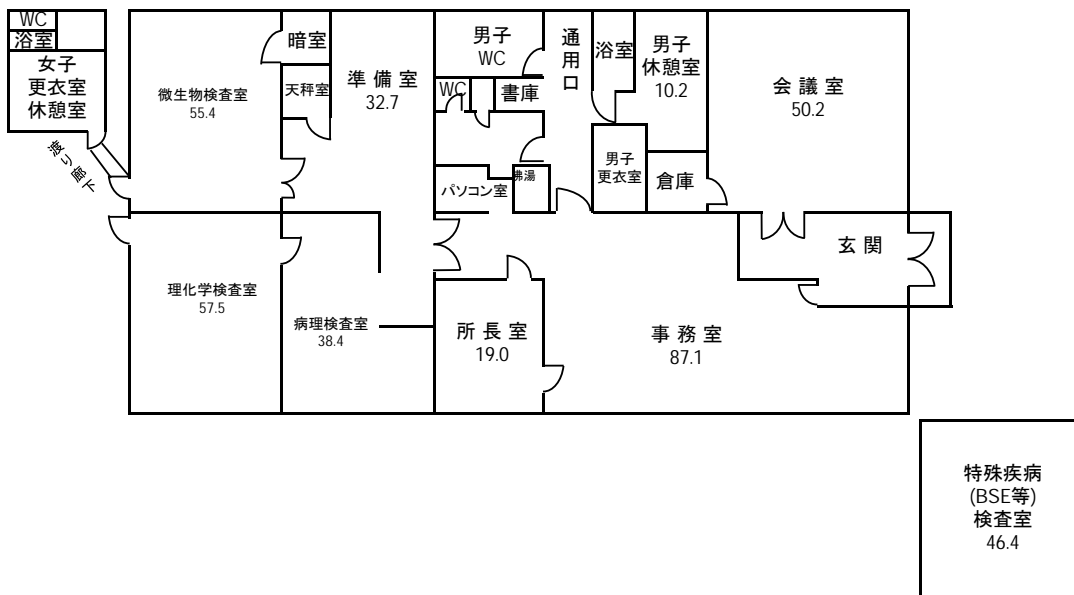 WC
浴室
女子
更衣室
休憩室
渡り廊下
微生物検査室
55.4
暗室
天秤室
準備室
32.7
男子
WC
WC
書庫
パソコン室
沸湯
通用口
浴室
男子
休憩室
10.2
男子
更衣室
倉庫
会議室
50.2
玄関
理化学検査室
57.5
病理検査室
38.4
所長室
19.0
事務室
87.1
特殊疾病
(BSE等)
検査室
46.4